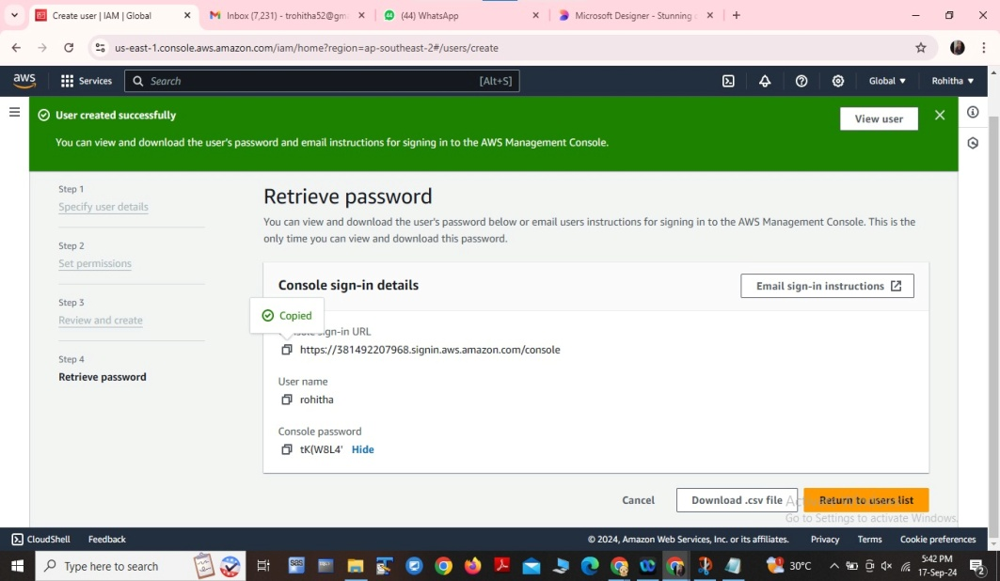 Create user | IAM | Global
Inbox (7,231) - trohitha52@gm
(44) WhatsApp
Microsoft Designer - Stunning
us-east-1.console.aws.amazon.com/iam/home?region=ap-southeast-2#/users/create
aws
Services
Search
[Alt+S]
Global
Rohitha
User created successfully
View user
You can view and download the user's password and email instructions for signing in to the AWS Management Console.
Step 1
Specify user details
Step 2
Set permissions
Step 3
Review and create
Step 4
Retrieve password
Retrieve password
You can view and download the user's password below or email users instructions for signing in to the AWS Management Console. This is the
only time you can view and download this password.
Console sign-in details
Email sign-in instructions
Copied
sign-in URL
https://381492207968.signin.aws.amazon.com/console
User name
rohitha
Console password
tK(W8L4' Hide
Cancel
Download .csv file
Return to users list
Go to Settings to activate Windows.
CloudShell
Feedback
© 2024, Amazon Web Services, Inc. or its affiliates.
Privacy
Terms
Cookie preferences
Type here to search
30°C
5:42 PM
17-Sep-24
2